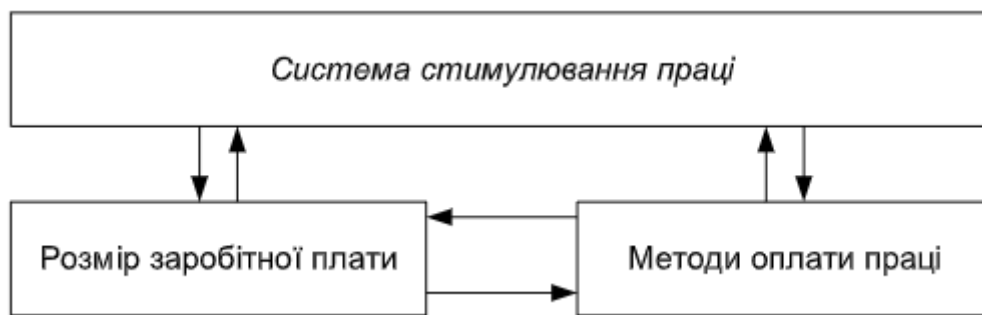 Система стимулювання праці
Розмір заробітної плати
Методи оплати праці